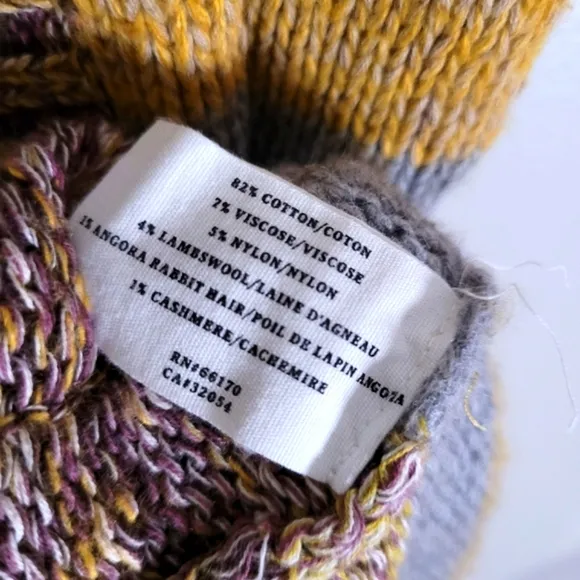 82% COTTON/COTON
7% VISCOSE/VISCOSE
5% NYLON/NYLON
4% LAMBSWOOL/LAINE D'AGNEAU
1% ANGORA RABBIT HAIR/POIL DE LAPIN ANGORA
1% CASHMERE/CACHEMIRE
RN#66170
CA#32054